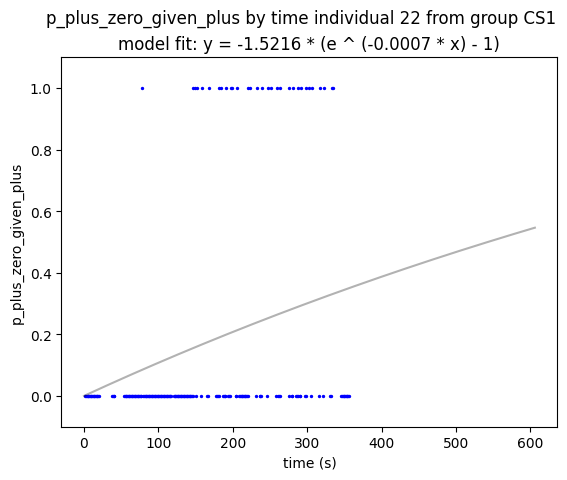 p_plus_zero_given_plus by time individual 22 from group CS1
model fit: y = -1.5216 * (e ^ (-0.0007 * x) - 1)
1.0
0.8
0.6
0.4
0.2
0.0
p_plus_zero_given_plus
0 100 200 300 400 500 600
time (s)